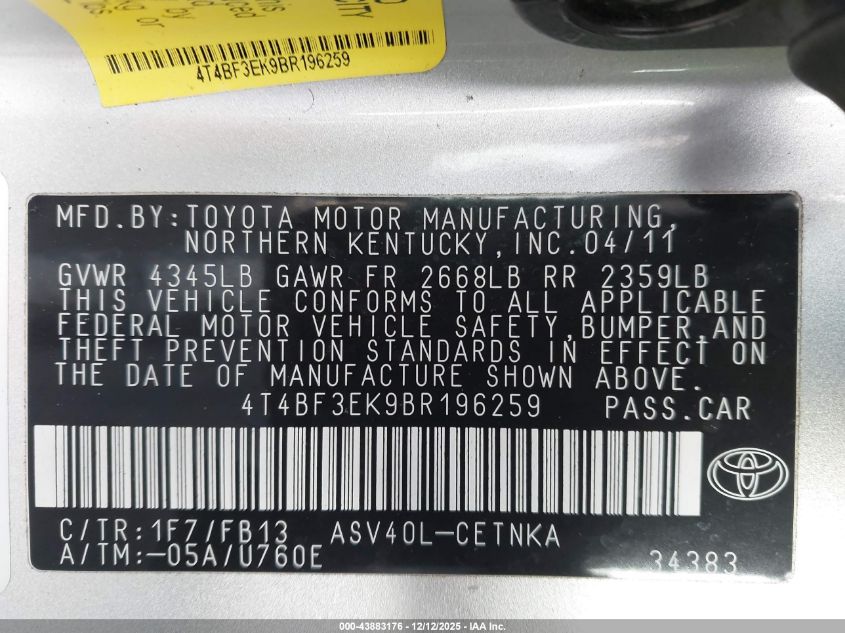 4T4BF3EK9BR196259
MFD.BY:TOYOTA MOTOR MANUFACTURING,
NORTHERN KENTUCKY,INC.04/11
GVWR 4345LB GAWR FR 2668LB RR 2359LB
THIS VEHICLE CONFORMS TO ALL APPLICABLE
FEDERAL MOTOR VEHICLE SAFETY,BUMPER,AND
THEFT PREVENTION STANDARDS IN EFFECT ON
THE DATE OF MANUFACTURE SHOWN ABOVE.
4T4BF3EK9BR196259 PASS.CAR
C/TR:1F7/FB13 ASV40L-CETNKA
A/TM:-05A/U760E 34383
000-43883176 - 12/12/2025 - IAA Inc.